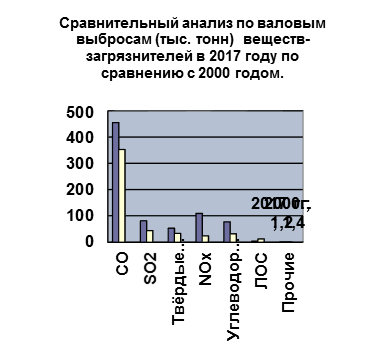 Сравнительный анализ по валовым
выбросам (тыс. тонн) веществ-
загрязнителей в 2017 году по
сравнению с 2000 годом.
500
400
300
200
100
0
CO
SO2
Твёрдые...
NOx
Углеводор...
ЛОС
Прочие